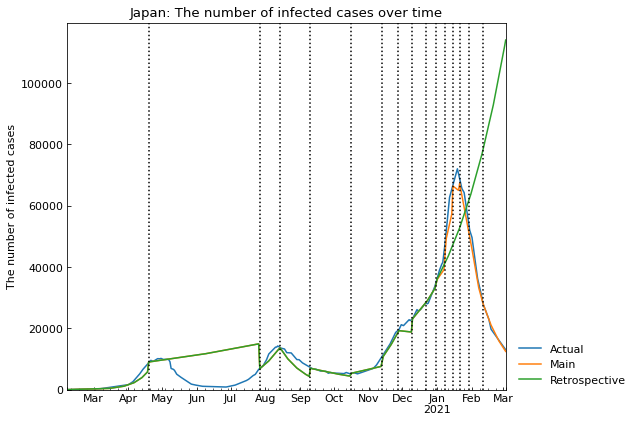 Japan: The number of infected cases over time
The number of infected cases
100000
80000
60000
40000
20000
0
Mar Apr May Jun Jul Aug Sep Oct Nov Dec Jan Feb Mar
2021
Actual
Main
Retrospective